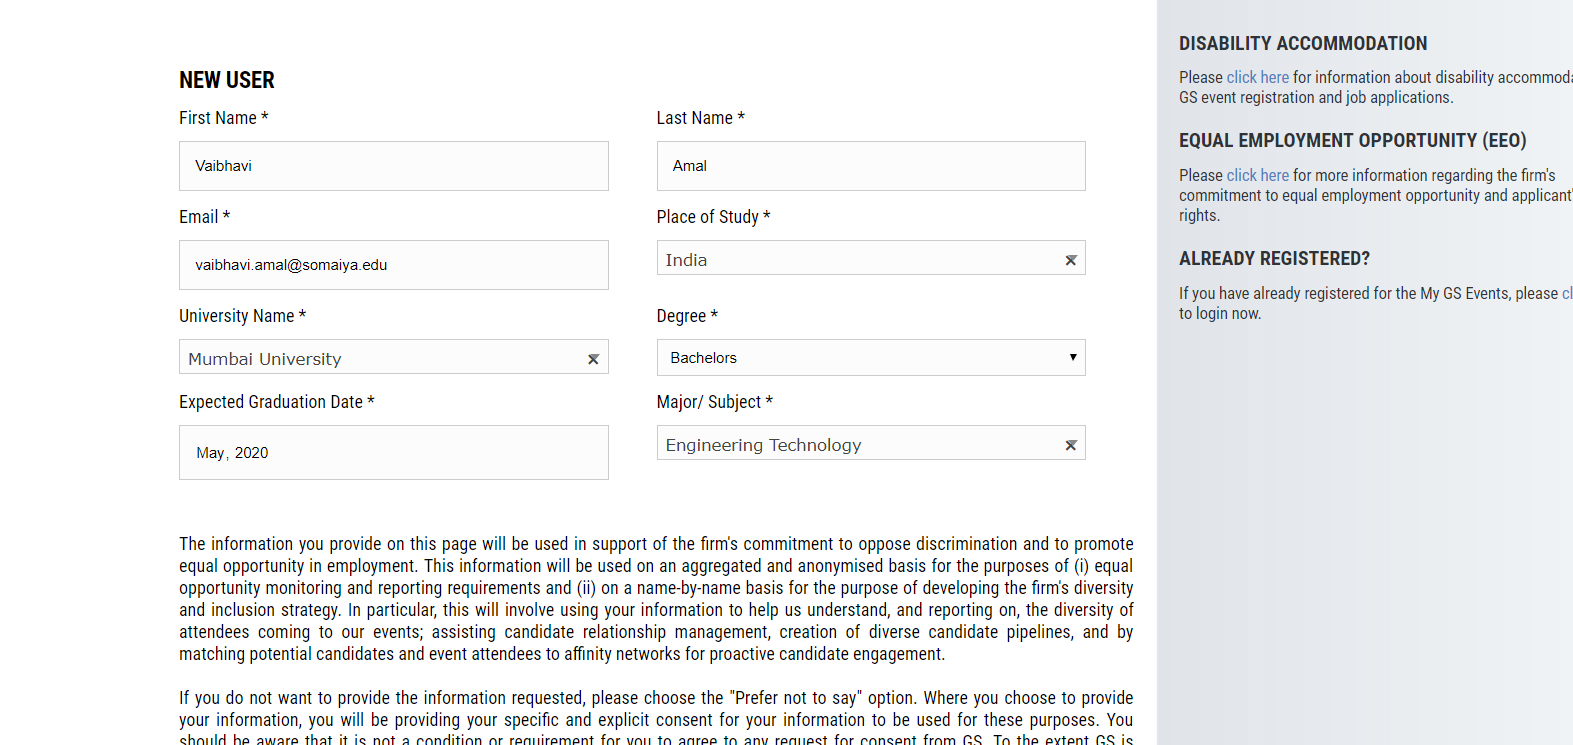 NEW USER
First Name *
Last Name *
Vaibhavi
Amal
Email *
Place of Study *
vaibhavi.amal@somaiya.edu
India
University Name *
Degree *
Mumbai University
Bachelors
Expected Graduation Date *
Major/ Subject *
May, 2020
Engineering Technology
The information you provide on this page will be used in support of the firm's commitment to oppose discrimination and to promote
equal opportunity in employment. This information will be used on an aggregated and anonymised basis for the purposes of (i) equal
opportunity monitoring and reporting requirements and (ii) on a name-by-name basis for the purpose of developing the firm's diversity
and inclusion strategy. In particular, this will involve using your information to help us understand, and reporting on, the diversity of
attendees coming to our events; assisting candidate relationship management, creation of diverse candidate pipelines, and by
matching potential candidates and event attendees to affinity networks for proactive candidate engagement.
If you do not want to provide the information requested, please choose the "Prefer not to say" option. Where you choose to provide
your information, you will be providing your specific and explicit consent for your information to be used for these purposes. You
should be aware that it is not a condition or requirement for you to agree to any request for consent from GS. To the extent GS is
DISABILITY ACCOMMODATION
Please click here for information about disability accommoda
GS event registration and job applications.
EQUAL EMPLOYMENT OPPORTUNITY (EEO)
Please click here for more information regarding the firm's
commitment to equal employment opportunity and applicant'
rights.
ALREADY REGISTERED?
If you have already registered for the My GS Events, please cl
to login now.